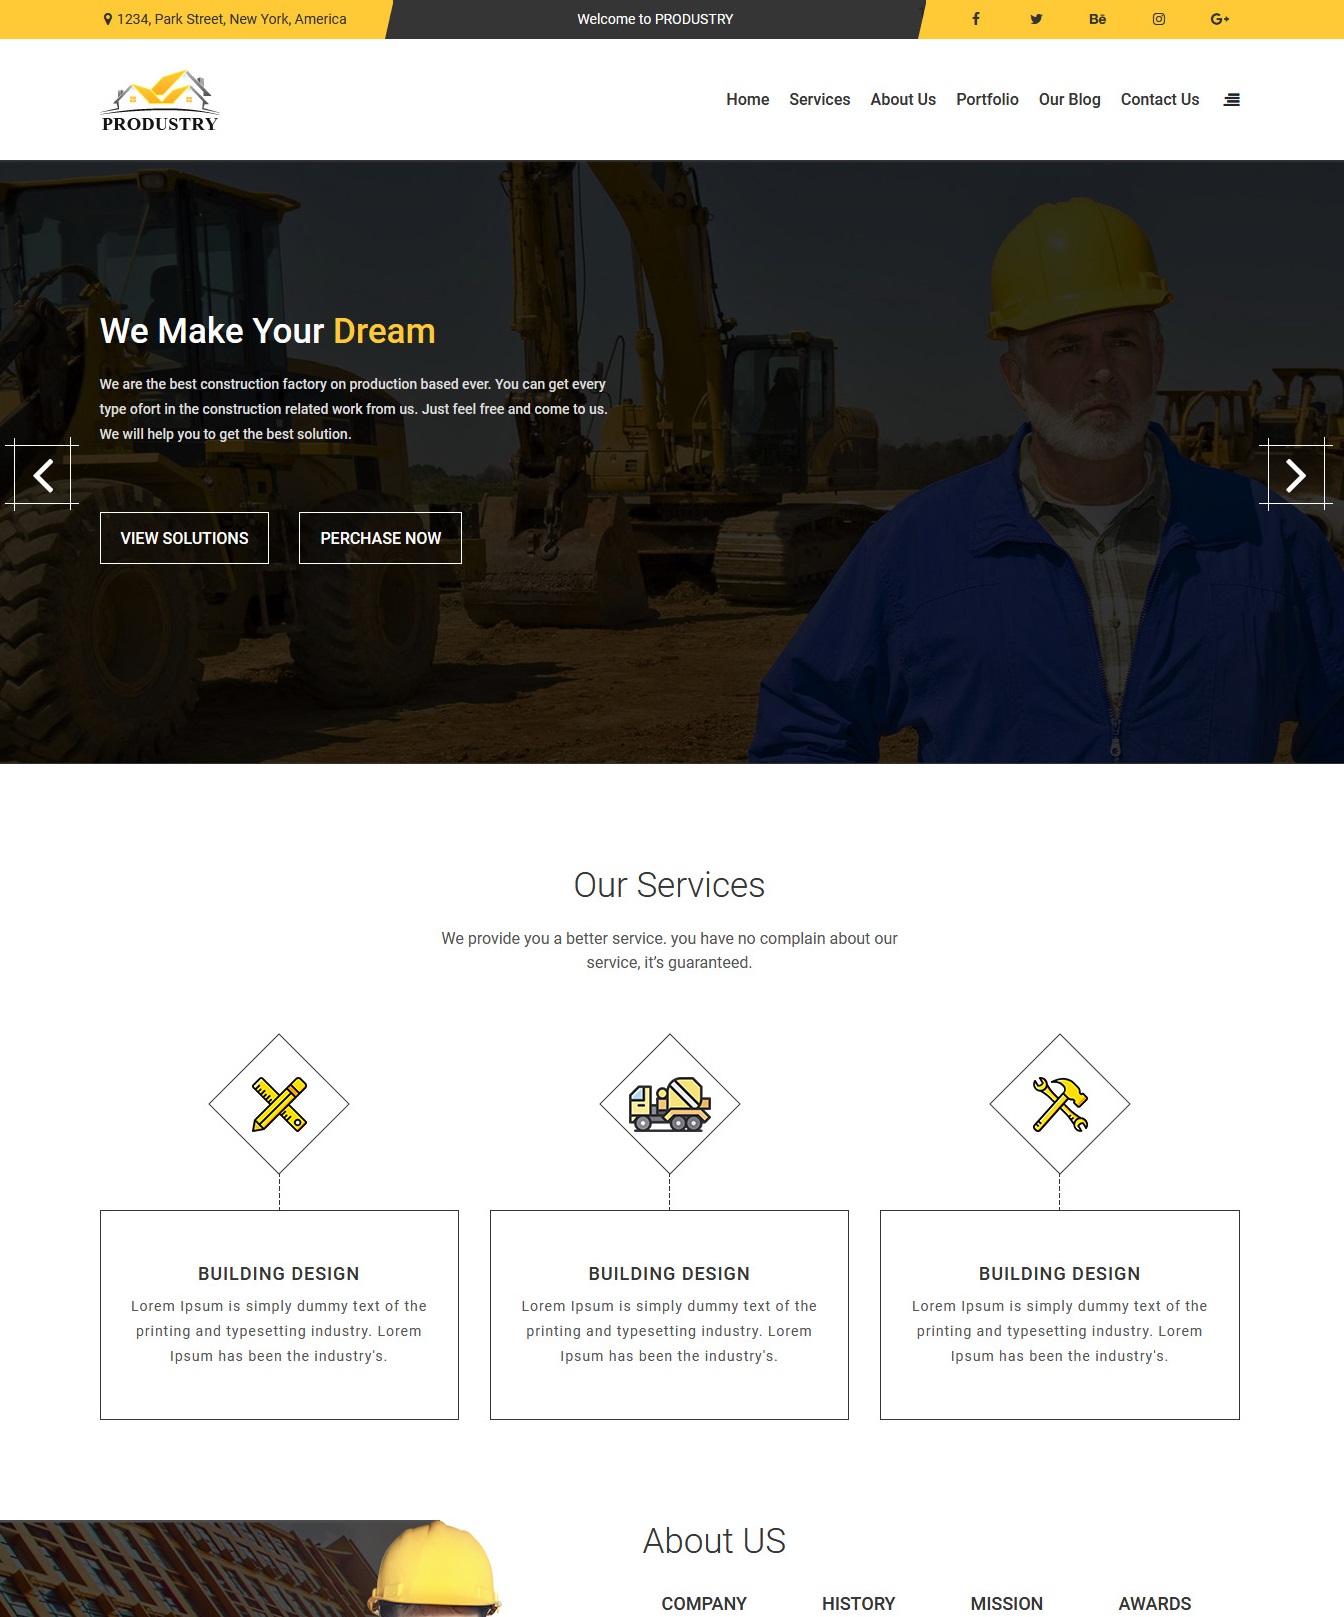 1234, Park Street, New York, America
Welcome to PRODUSTRY
Bē
G+
PRODUSTRY
Home
Services
About Us
Portfolio
Our Blog
Contact Us
We Make Your Dream
We are the best construction factory on production based ever. You can get every
type ofort in the construction related work from us. Just feel free and come to us.
We will help you to get the best solution.
VIEW SOLUTIONS
PERCHASE NOW
Our Services
We provide you a better service. you have no complain about our
service, it’s guaranteed.
BUILDING DESIGN
Lorem Ipsum is simply dummy text of the
printing and typesetting industry. Lorem
Ipsum has been the industry's.
BUILDING DESIGN
Lorem Ipsum is simply dummy text of the
printing and typesetting industry. Lorem
Ipsum has been the industry's.
BUILDING DESIGN
Lorem Ipsum is simply dummy text of the
printing and typesetting industry. Lorem
Ipsum has been the industry's.
About US
COMPANY
HISTORY
MISSION
AWARDS